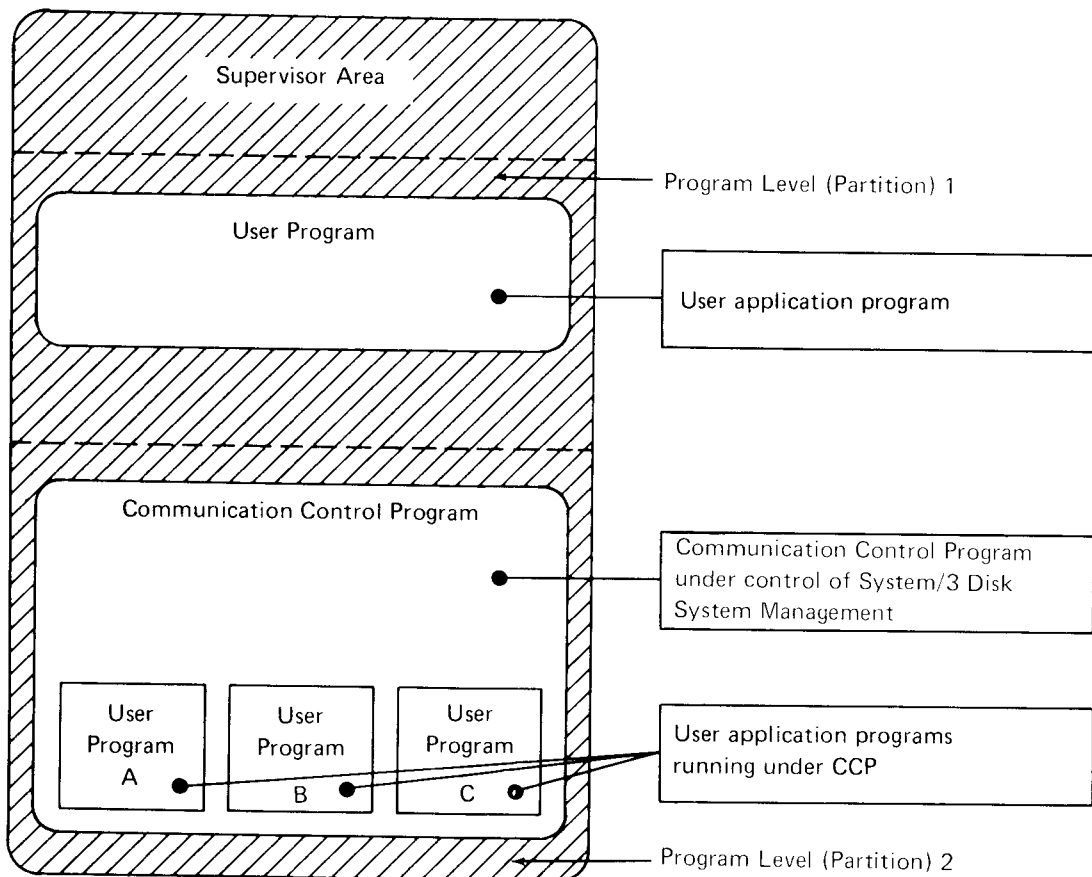 Supervisor Area
Program Level (Partition) 1
User Program
User application program
Communication Control Program
Communication Control Program
under control of System/3 Disk
System Management
User
Program
A
User
Program
B
User
Program
C
User application programs
running under CCP
Program Level (Partition) 2